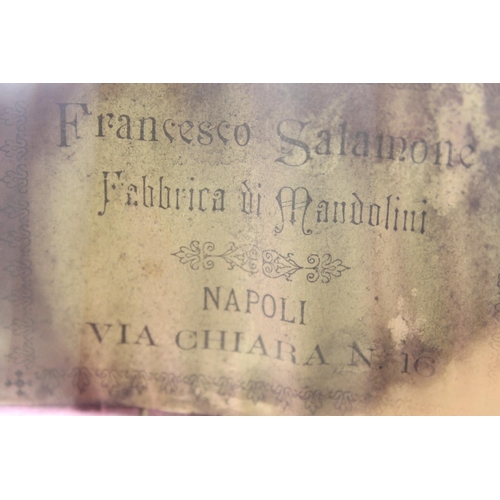 Francesco Salamone
Fabbrica di Mandolini
NAPOLI
VIA CHIARA N. 16